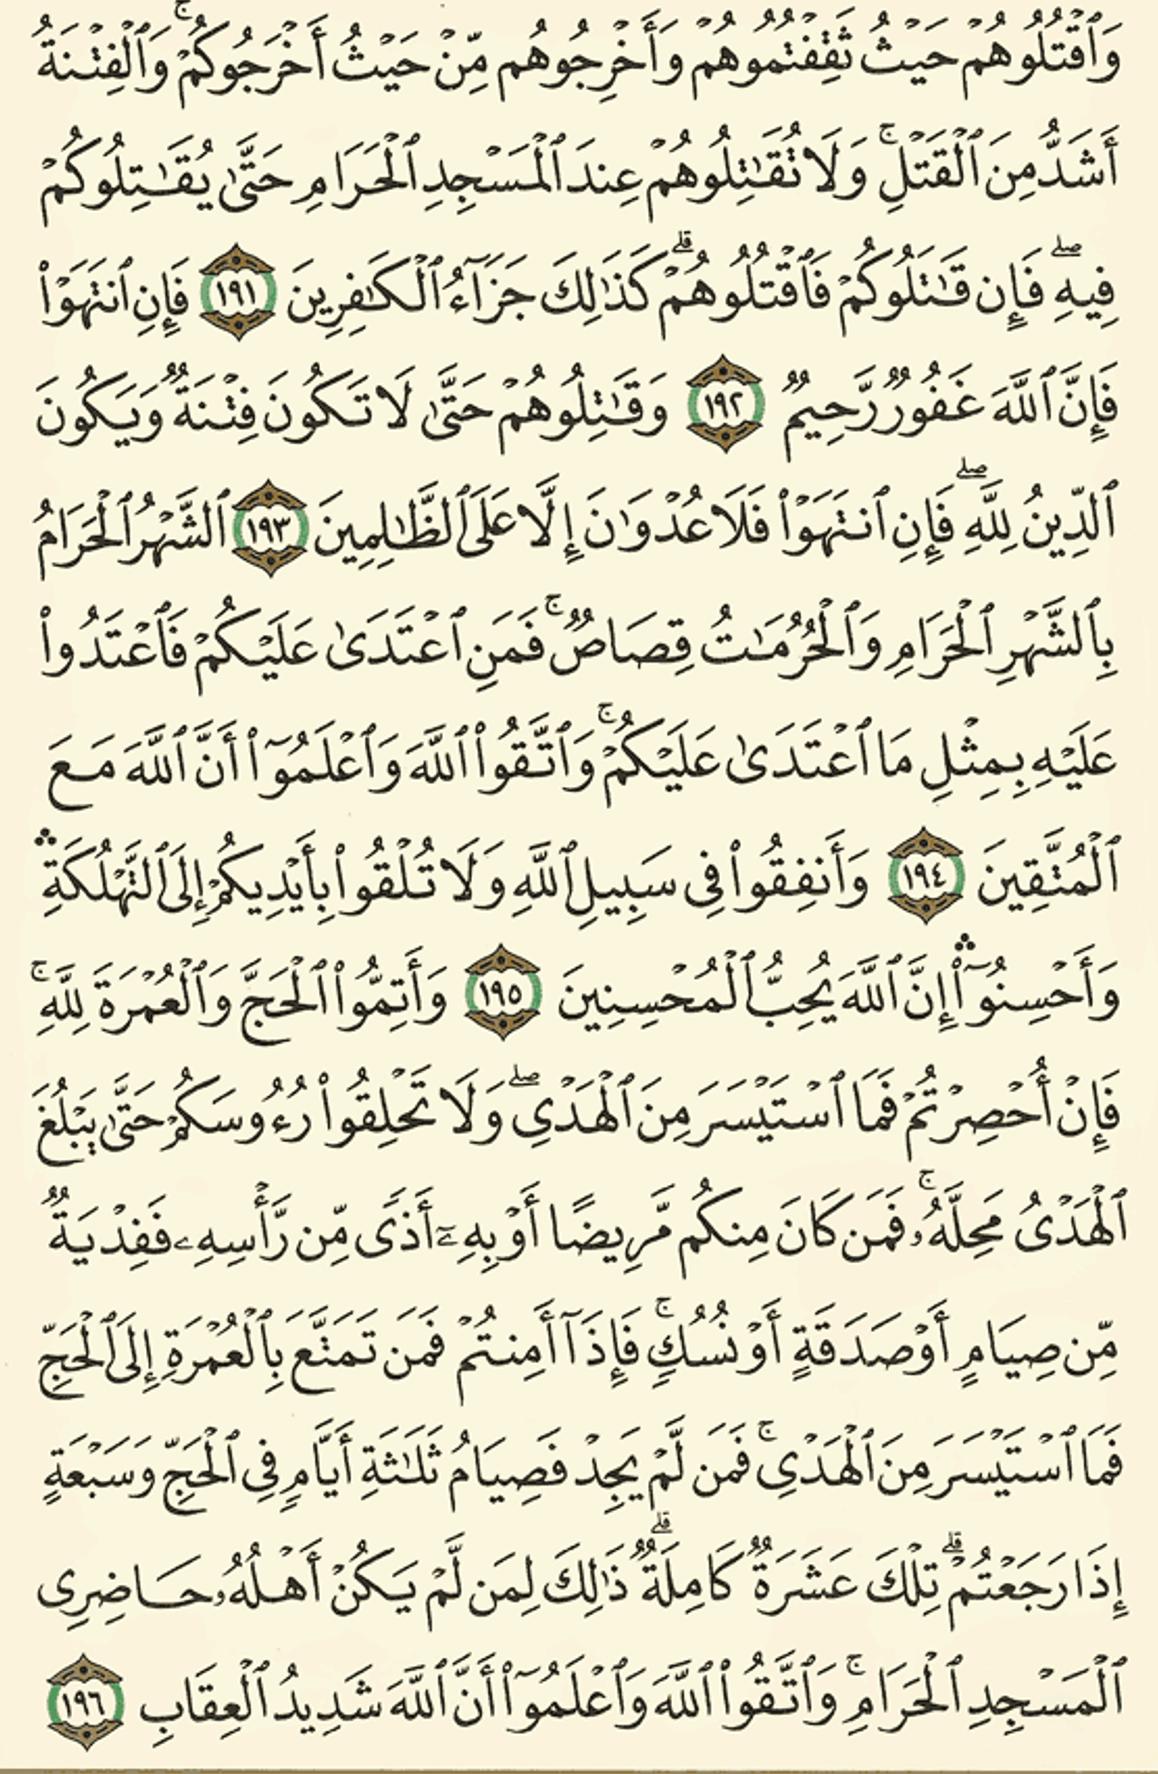 وَٱقۡتُلُوهُمۡ حَيۡثُ ثَقِفۡتُمُوهُمۡ وَأَخۡرِجُوهُم مِّنۡ حَيۡثُ أَخۡرَجُوكُمۡۚ وَٱلۡفِتۡنَةُ
أَشَدُّ مِنَ ٱلۡقَتۡلِۚ وَلَا تُقَٰتِلُوهُمۡ عِندَ ٱلۡمَسۡجِدِ ٱلۡحَرَامِ حَتَّىٰ يُقَٰتِلُوكُمۡ
فِيهِۖ فَإِن قَٰتَلُوكُمۡ فَٱقۡتُلُوهُمۡۗ كَذَٰلِكَ جَزَآءُ ٱلۡكَٰفِرِينَ ١٩١ فَإِنِ ٱنتَهَوۡاْ
فَإِنَّ ٱللَّهَ غَفُورٞ رَّحِيمٞ ١٩٢ وَقَٰتِلُوهُمۡ حَتَّىٰ لَا تَكُونَ فِتۡنَةٞ وَيَكُونَ
ٱلدِّينُ لِلَّهِۖ فَإِنِ ٱنتَهَوۡاْ فَلَا عُدۡوَٰنَ إِلَّا عَلَى ٱلظَّٰلِمِينَ ١٩٣ ٱلشَّهۡرُ ٱلۡحَرَامُ
بِٱلشَّهۡرِ ٱلۡحَرَامِ وَٱلۡحُرُمَٰتُ قِصَاصٞۚ فَمَنِ ٱعۡتَدَىٰ عَلَيۡكُمۡ فَٱعۡتَدُواْ
عَلَيۡهِ بِمِثۡلِ مَا ٱعۡتَدَىٰ عَلَيۡكُمۡۚ وَٱتَّقُواْ ٱللَّهَ وَٱعۡلَمُوٓاْ أَنَّ ٱللَّهَ مَعَ
ٱلۡمُتَّقِينَ ١٩٤ وَأَنفِقُواْ فِي سَبِيلِ ٱللَّهِ وَلَا تُلۡقُواْ بِأَيۡدِيكُمۡ إِلَى ٱلتَّهۡلُكَةِۛ
وَأَحۡسِنُوٓاْۛ إِنَّ ٱللَّهَ يُحِبُّ ٱلۡمُحۡسِنِينَ ١٩٥ وَأَتِمُّواْ ٱلۡحَجَّ وَٱلۡعُمۡرَةَ لِلَّهِۚ
فَإِنۡ أُحۡصِرۡتُمۡ فَمَا ٱسۡتَيۡسَرَ مِنَ ٱلۡهَدۡيِۖ وَلَا تَحۡلِقُواْ رُءُوسَكُمۡ حَتَّىٰ يَبۡلُغَ
ٱلۡهَدۡيُ مَحِلَّهُۥۚ فَمَن كَانَ مِنكُم مَّرِيضًا أَوۡ بِهِۦٓ أَذٗى مِّن رَّأۡسِهِۦ فَفِدۡيَةٞ
مِّن صِيَامٍ أَوۡ صَدَقَةٍ أَوۡ نُسُكٖۚ فَإِذَآ أَمِنتُمۡ فَمَن تَمَتَّعَ بِٱلۡعُمۡرَةِ إِلَى ٱلۡحَجِّ
فَمَا ٱسۡتَيۡسَرَ مِنَ ٱلۡهَدۡيِۚ فَمَن لَّمۡ يَجِدۡ فَصِيَامُ ثَلَٰثَةِ أَيَّامٖ فِي ٱلۡحَجِّ وَسَبۡعَةٍ
إِذَا رَجَعۡتُمۡۗ تِلۡكَ عَشَرَةٞ كَامِلَةٞۗ ذَٰلِكَ لِمَن لَّمۡ يَكُنۡ أَهۡلُهُۥ حَاضِرِي
ٱلۡمَسۡجِدِ ٱلۡحَرَامِۚ وَٱتَّقُواْ ٱللَّهَ وَٱعۡلَمُوٓاْ أَنَّ ٱللَّهَ شَدِيدُ ٱلۡعِقَابِ ١٩٦